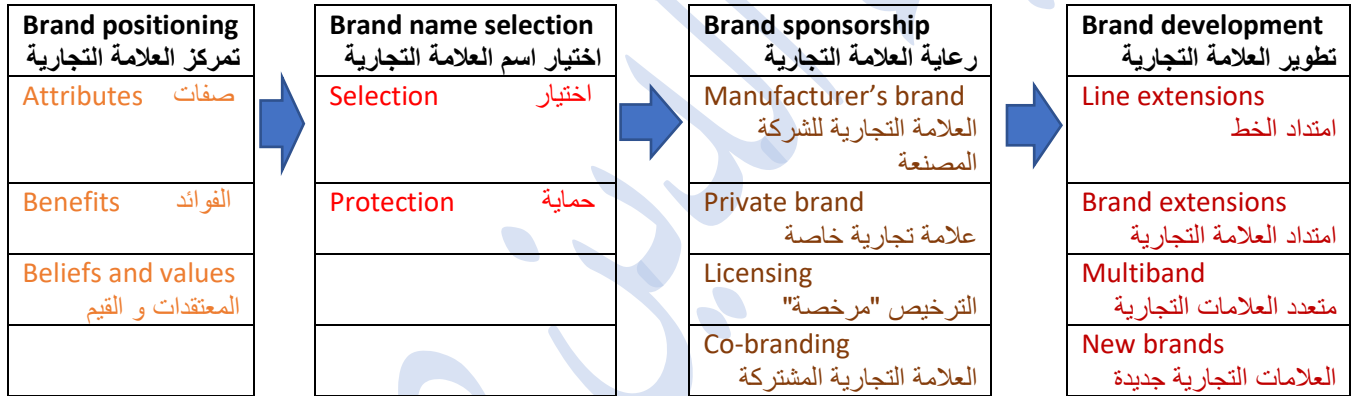 Brand positioning
تمركز العلامة التجارية
Attributes صفات
Benefits الفوائد
Beliefs and values
المعتقدات و القيم
Brand name selection
اختيار اسم العلامة التجارية
Selection اختيار
Protection حماية
Brand sponsorship
رعاية العلامة التجارية
Manufacturer’s brand
العلامة التجارية للشركة
المصنعة
Private brand
علامة تجارية خاصة
Licensing
الترخيص "مرخصة"
Co-branding
العلامة التجارية المشتركة
Brand development
تطوير العلامة التجارية
Line extensions
امتداد الخط
Brand extensions
امتداد العلامة التجارية
Multiband
متعدد العلامات التجارية
New brands
العلامات التجارية جديدة